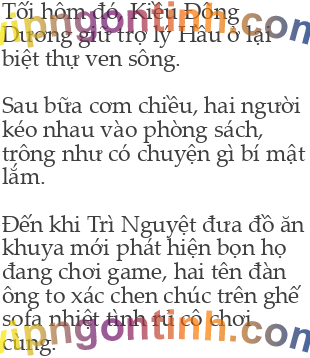 Tối hôm đó, Kiều Đông
Dương giữ trợ lý Hầu ở lại
biệt thự ven sông.
Sau bữa cơm chiều, hai người
kéo nhau vào phòng sách,
trông như có chuyện gì bí mật
lắm.
Đến khi Trì Nguyệt đưa đồ ăn
khuya mới phát hiện bọn họ
đang chơi game, hai tên đàn
ông to xác chen chúc trên ghế
sofa nhiệt tình rủ cô chơi
cùng.
vupngontinh.com
vupngontinh.com